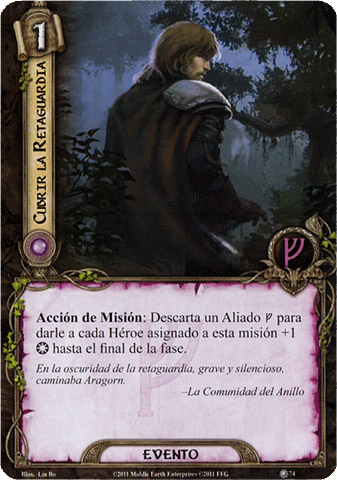 1
CUBRIR LA RETAGUARDIA
Acción de Misión: Descarta un Aliado para
darle a cada Héroe asignado a esta misión +1
hasta el final de la fase.
En la oscuridad de la retaguardia, grave y silencioso,
caminaba Aragorn.
–La Comunidad del Anillo
EVENTO
Illus. Lin Bo
©2011 Middle Earth Enterprises ©2011 FFG
74